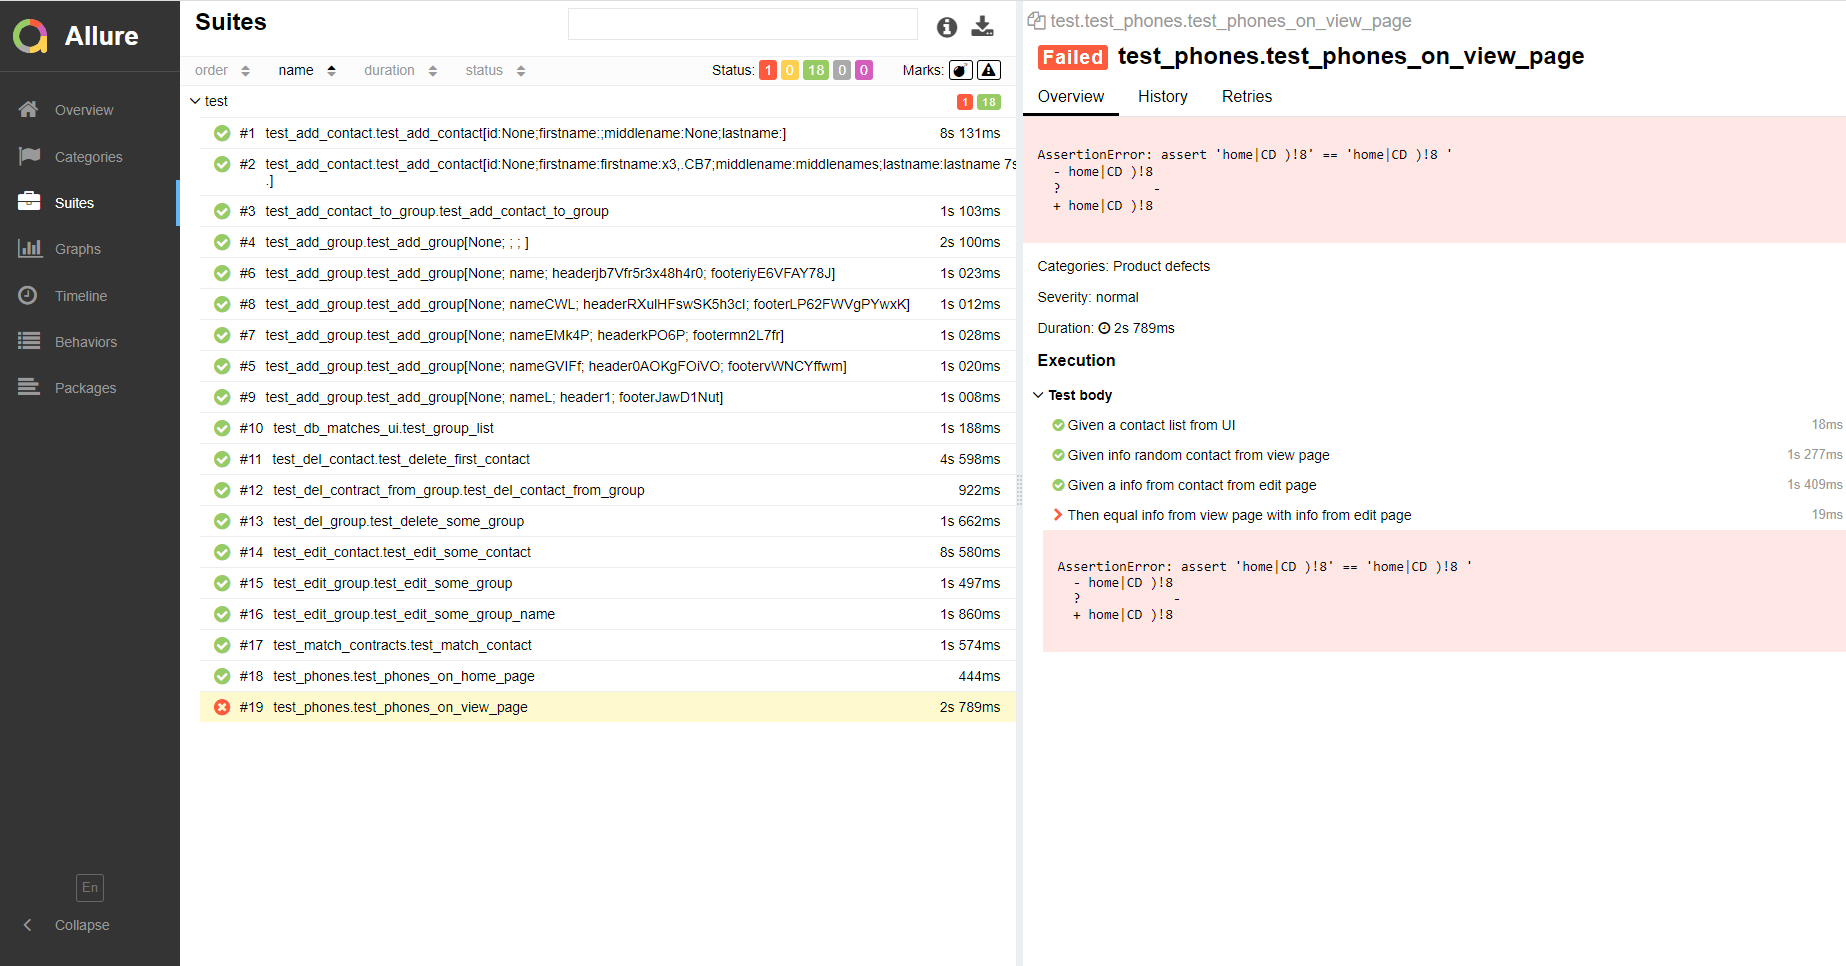 Allure
Overview
Categories
Suites
Graphs
Timeline
Behaviors
Packages
En
Collapse
Suites
order name duration status Status: 1 0 18 0 0 Marks:
test 1 18
#1 test_add_contact.test_add_contact[id:None;firstname:;middlename:None;lastname:] 8s 131ms
#2 test_add_contact.test_add_contact[id:None;firstname:firstname:x3,.CB7;middlename:middlenames;lastname:lastname 7s
.]
#3 test_add_contact_to_group.test_add_contact_to_group 1s 103ms
#4 test_add_group.test_add_group[None; ; ; ] 2s 100ms
#6 test_add_group.test_add_group[None; name; headerjb7Vfr5r3x48h4r0; footeriyE6VFAY78J] 1s 023ms
#8 test_add_group.test_add_group[None; nameCWL; headerRXulHFswSK5h3cI; footerLP62FWVgPYwxK] 1s 012ms
#7 test_add_group.test_add_group[None; nameEMk4P; headerkPO6P; footermn2L7fr] 1s 028ms
#5 test_add_group.test_add_group[None; nameGVIFf; header0AOKgFOiVO; footervWNCYffwm] 1s 020ms
#9 test_add_group.test_add_group[None; nameL; header1; footerJawD1Nut] 1s 008ms
#10 test_db_matches_ui.test_group_list 1s 188ms
#11 test_del_contact.test_delete_first_contact 4s 598ms
#12 test_del_contract_from_group.test_del_contact_from_group 922ms
#13 test_del_group.test_delete_some_group 1s 662ms
#14 test_edit_contact.test_edit_some_contact 8s 580ms
#15 test_edit_group.test_edit_some_group 1s 497ms
#16 test_edit_group.test_edit_some_group_name 1s 860ms
#17 test_match_contracts.test_match_contact 1s 574ms
#18 test_phones.test_phones_on_home_page 444ms
#19 test_phones.test_phones_on_view_page 2s 789ms
test.test_phones.test_phones_on_view_page
Failed test_phones.test_phones_on_view_page
Overview History Retries
AssertionError: assert 'home|CD )!8' == 'home|CD )!8 '
- home|CD )!8
? -
+ home|CD )!8
Categories: Product defects
Severity: normal
Duration: 2s 789ms
Execution
Test body
Given a contact list from UI 18ms
Given info random contact from view page 1s 277ms
Given a info from contact from edit page 1s 409ms
Then equal info from view page with info from edit page 19ms
AssertionError: assert 'home|CD )!8' == 'home|CD )!8 '
- home|CD )!8
? -
+ home|CD )!8